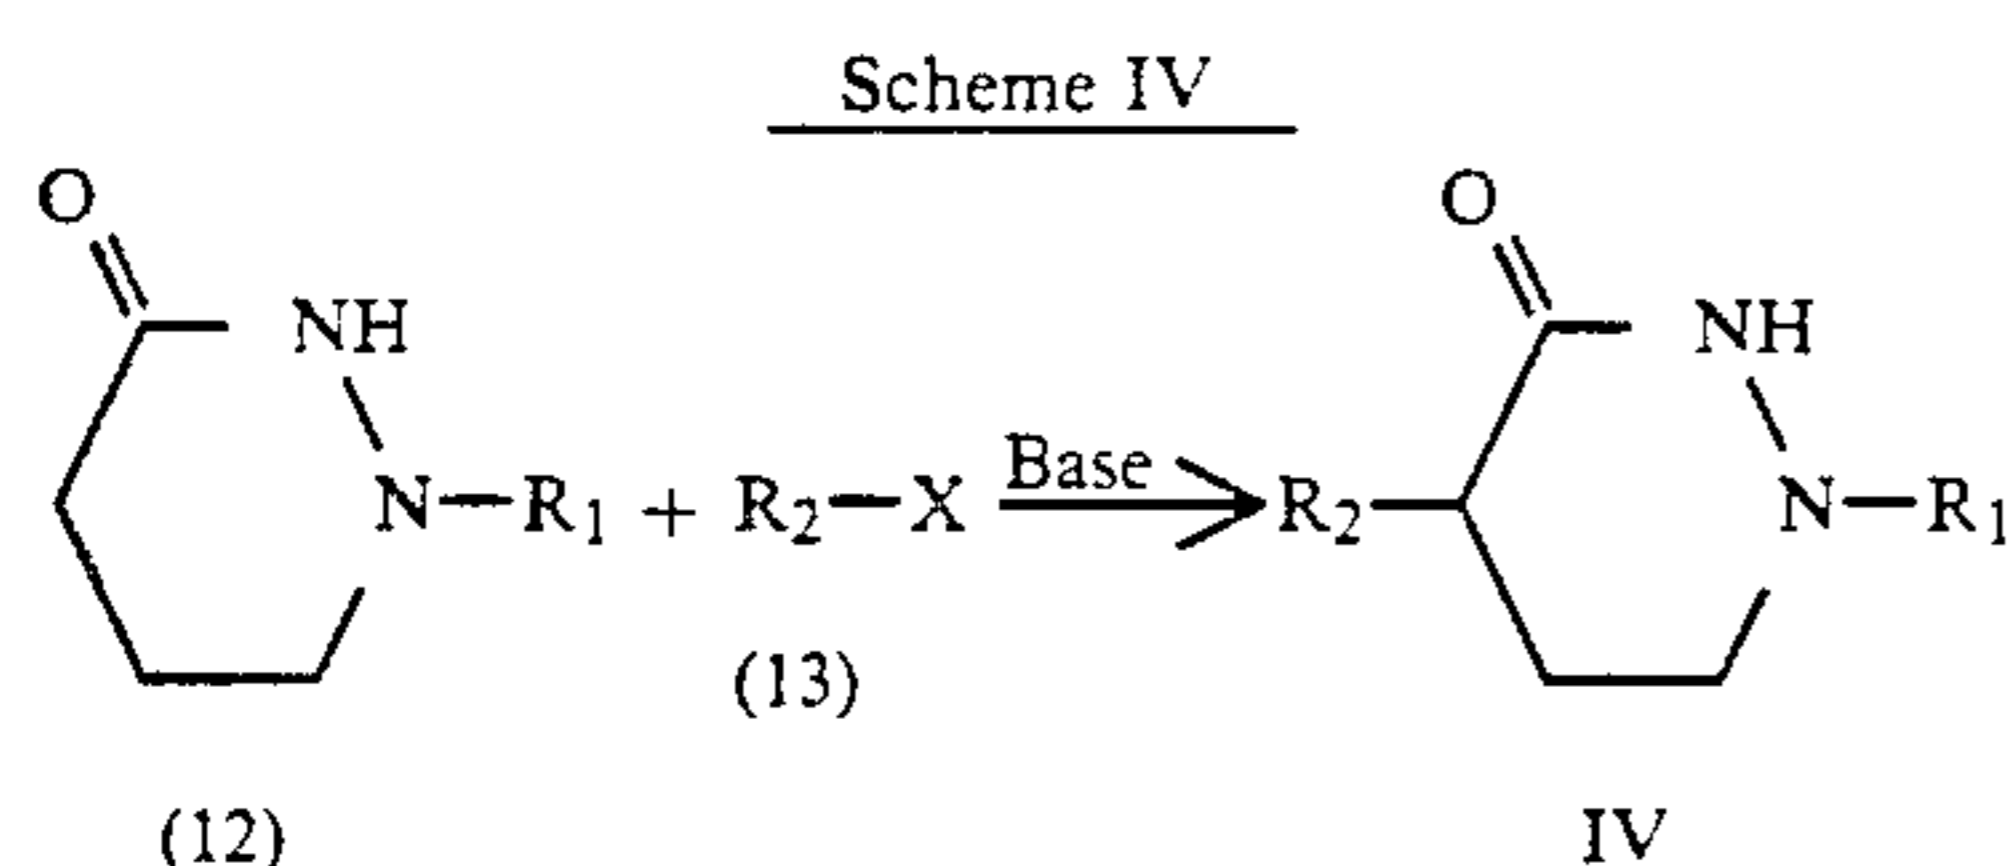 Scheme IV
O O
NH NH
N—R₁ + R₂—X Base R₂ N—R₁
(13)
(12) IV